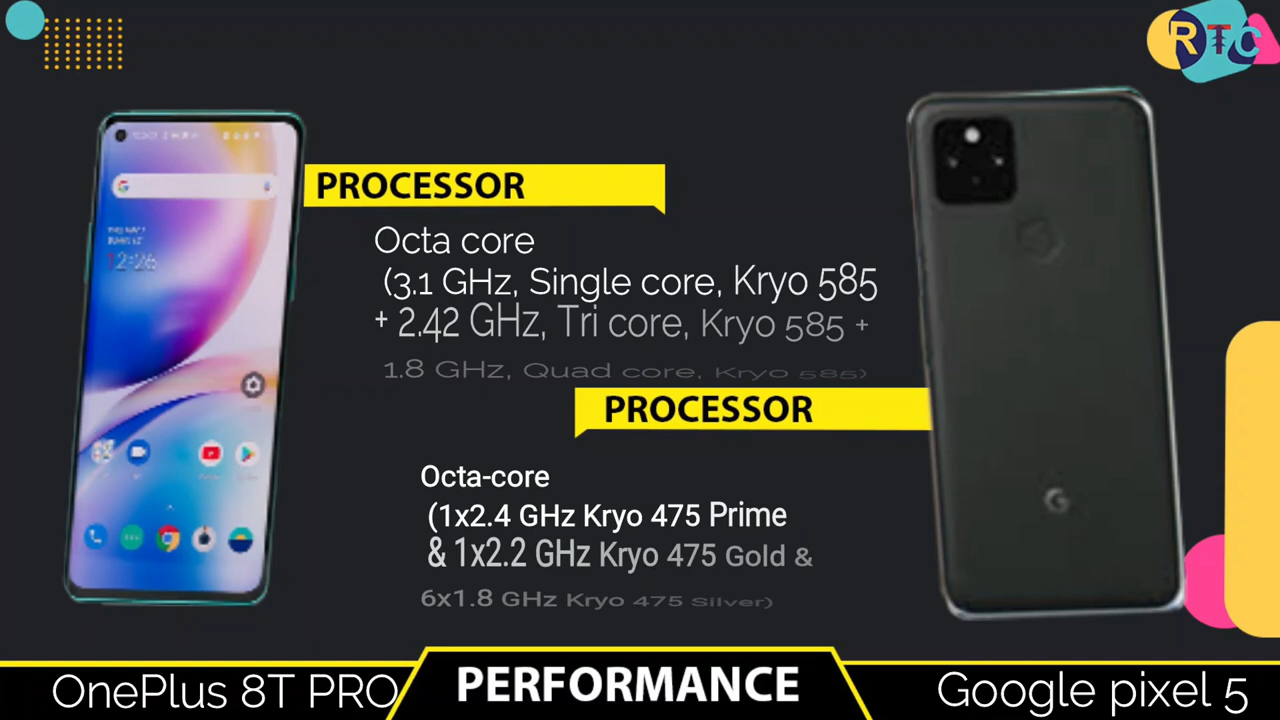 RTC
PROCESSOR
Octa core
(3.1 GHz, Single core, Kryo 585
+ 2.42 GHz, Tri core, Kryo 585 +
1.8 GHz, Quad core, Kryo 585)
PROCESSOR
Octa-core
(1x2.4 GHz Kryo 475 Prime
& 1x2.2 GHz Kryo 475 Gold &
6x1.8 GHz Kryo 475 Silver)
12:26
OnePlus 8T PRO
PERFORMANCE
Google pixel 5